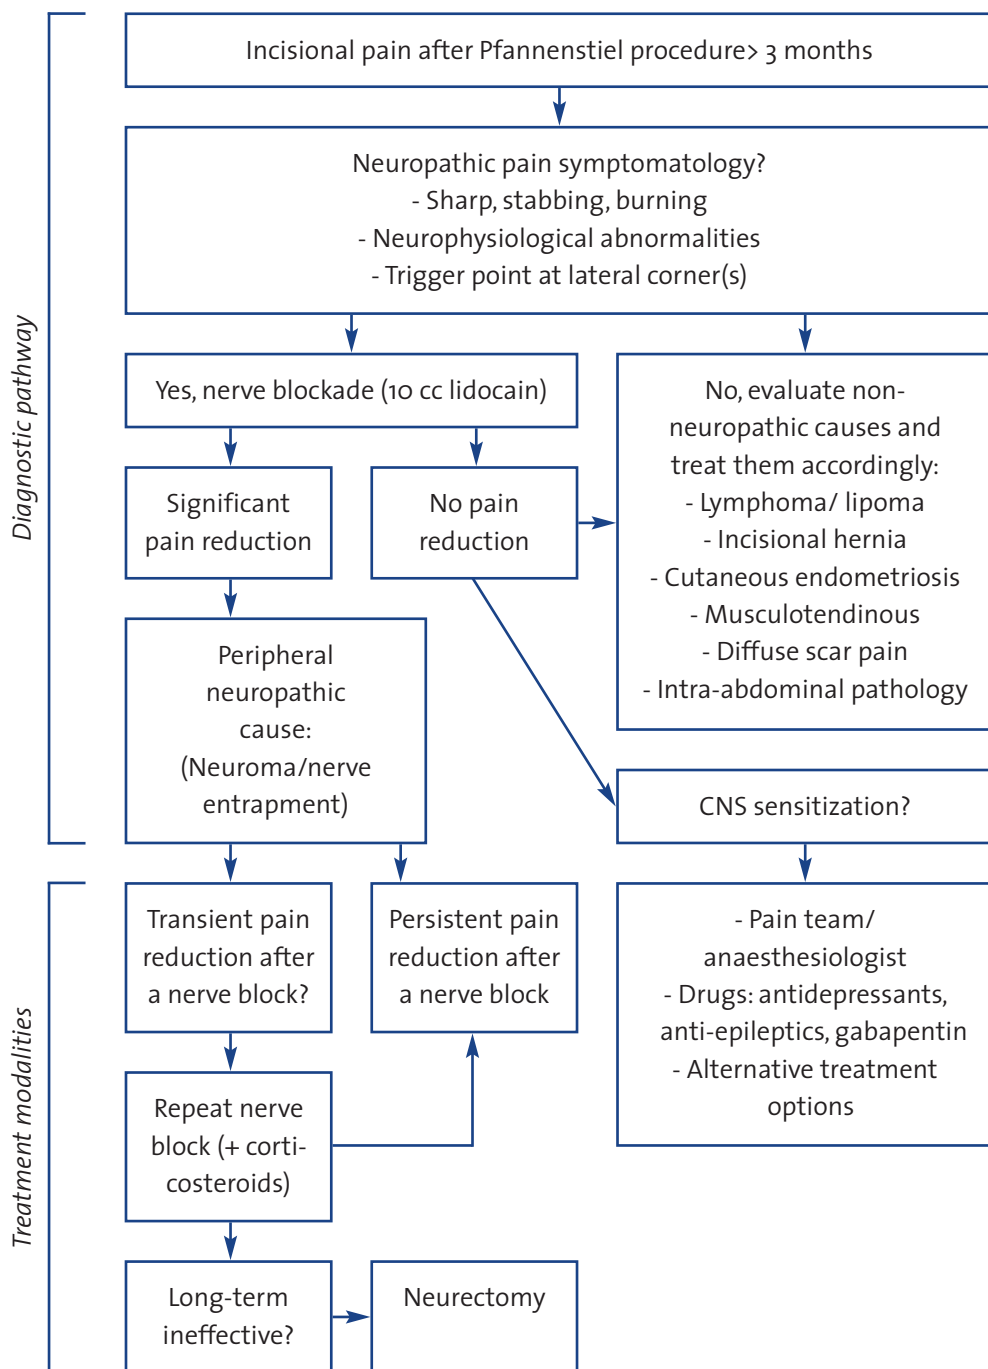 Incisional pain after Pfannenstiel procedure> 3 months
Neuropathic pain symptomatology?
- Sharp, stabbing, burning
- Neurophysiological abnormalities
- Trigger point at lateral corner(s)
Diagnostic pathway
Yes, nerve blockade (10 cc lidocain)
No, evaluate non-
neuropathic causes and
treat them accordingly:
- Lymphoma/ lipoma
- Incisional hernia
- Cutaneous endometriosis
- Musculotendinous
- Diffuse scar pain
- Intra-abdominal pathology
Significant
pain reduction
No pain
reduction
Peripheral
neuropathic
cause:
(Neuroma/nerve
entrapment)
CNS sensitization?
Treatment modalities
Transient pain
reduction after
a nerve block?
Persistent pain
reduction after
a nerve block
- Pain team/
anaesthesiologist
- Drugs: antidepressants,
anti-epileptics, gabapentin
- Alternative treatment
options
Repeat nerve
block (+ corti-
costeroids)
Long-term
ineffective?
Neurectomy